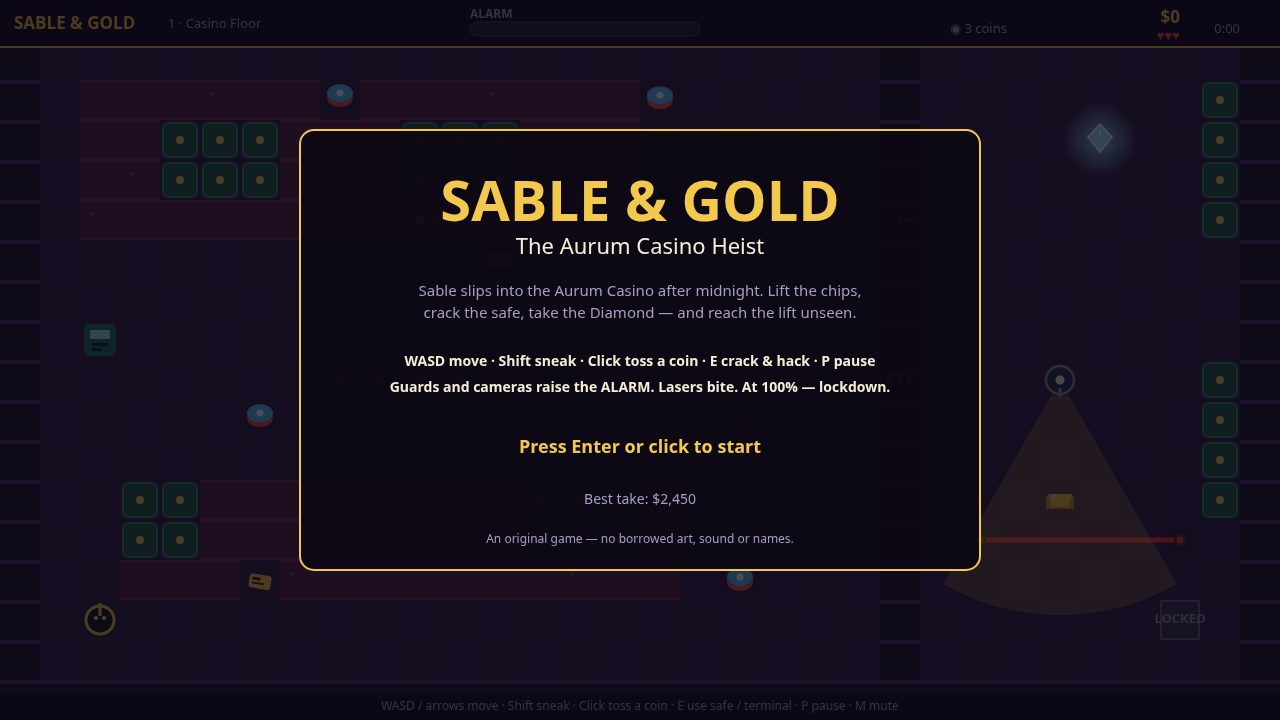 SABLE & GOLD
1 · Casino Floor
ALARM
◉ 3 coins
$0
♥♥♥
0:00
SABLE & GOLD
The Aurum Casino Heist
Sable slips into the Aurum Casino after midnight. Lift the chips,
crack the safe, take the Diamond — and reach the lift unseen.
WASD move · Shift sneak · Click toss a coin · E crack & hack · P pause
Guards and cameras raise the ALARM. Lasers bite. At 100% — lockdown.
KEY
Press Enter or click to start
Best take: $2,450
An original game — no borrowed art, sound or names.
LOCKED
WASD / arrows move · Shift sneak · Click toss a coin · E use safe / terminal · P pause · M mute